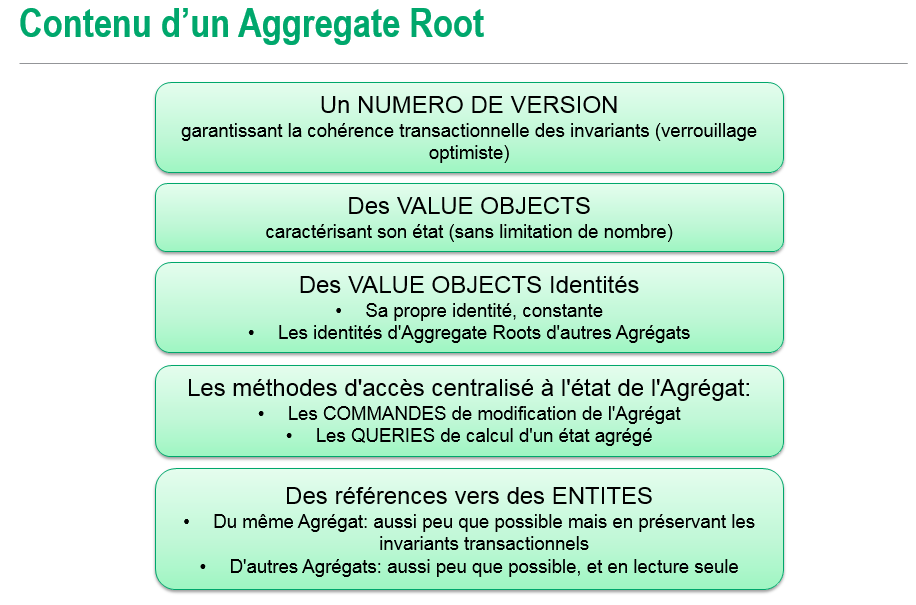 Contenu d'un Aggregate Root
Un NUMERO DE VERSION
garantissant la cohérence transactionnelle des invariants (verrouillage
optimiste)
Des VALUE OBJECTS
caractérisant son état (sans limitation de nombre)
Des VALUE OBJECTS Identités
• Sa propre identité, constante
• Les identités d'Aggregate Roots d'autres Agrégats
Les méthodes d'accès centralisé à l'état de l'Agrégat:
• Les COMMANDES de modification de l'Agrégat
• Les QUERIES de calcul d'un état agrégé
Des références vers des ENTITES
• Du même Agrégat: aussi peu que possible mais en préservant les
invariants transactionnels
• D'autres Agrégats: aussi peu que possible, et en lecture seule